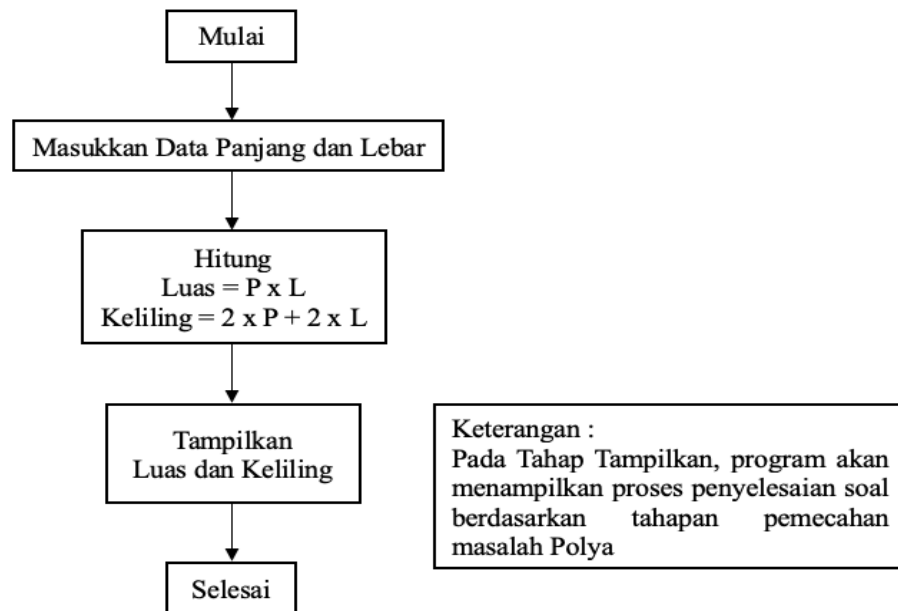 Mulai
Masukkan Data Panjang dan Lebar
Hitung
Luas = P x L
Keliling = 2 x P + 2 x L
Tampilkan
Luas dan Keliling
Keterangan :
Pada Tahap Tampilkan, program akan
menampilkan proses penyelesaian soal
berdasarkan tahapan pemecahan
masalah Polya
Selesai